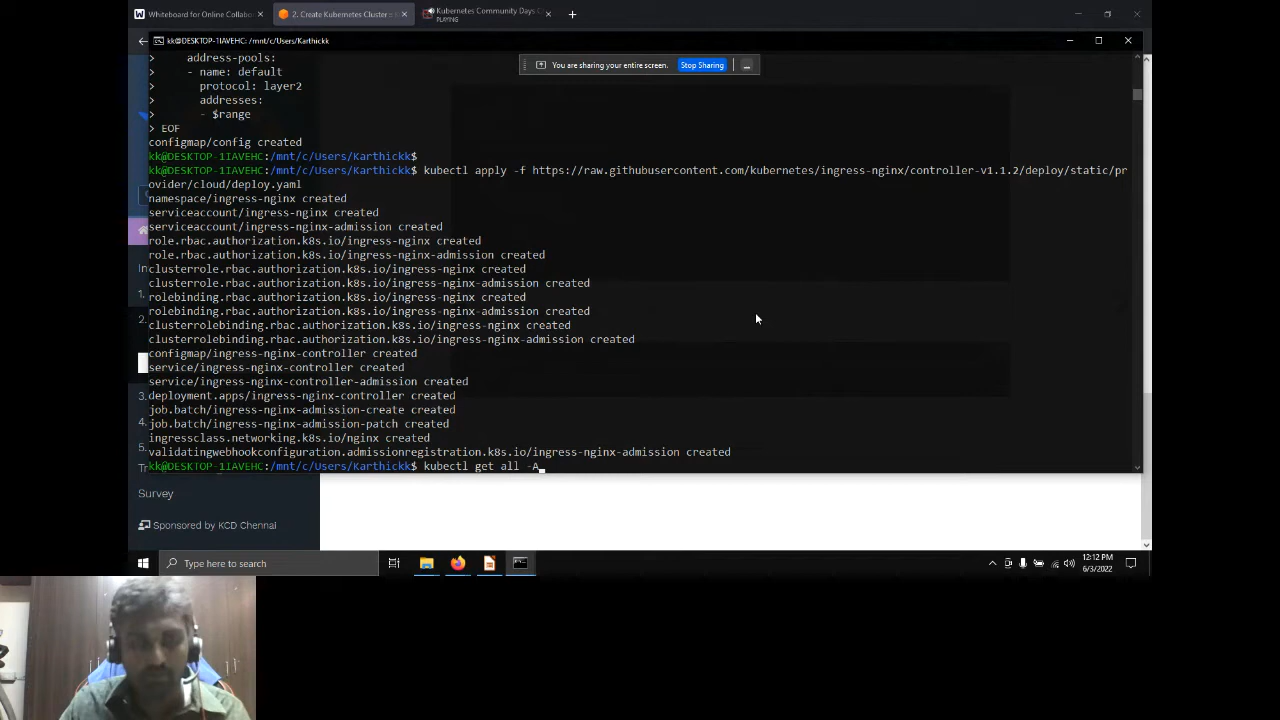 Whiteboard for Online Collabo
2. Create Kubernetes Cluster ::
Kubernetes Community Days C
PLAYING
kk@DESKTOP-1IAVEHC: /mnt/c/Users/Karthickk
You are sharing your entire screen.
Stop Sharing
>     address-pools:
>     - name: default
>       protocol: layer2
>       addresses:
>       - $range
> EOF
configmap/config created
kk@DESKTOP-1IAVEHC:/mnt/c/Users/Karthickk$
kk@DESKTOP-1IAVEHC:/mnt/c/Users/Karthickk$ kubectl apply -f https://raw.githubusercontent.com/kubernetes/ingress-nginx/controller-v1.1.2/deploy/static/pr
ovider/cloud/deploy.yaml
namespace/ingress-nginx created
serviceaccount/ingress-nginx created
serviceaccount/ingress-nginx-admission created
role.rbac.authorization.k8s.io/ingress-nginx created
role.rbac.authorization.k8s.io/ingress-nginx-admission created
clusterrole.rbac.authorization.k8s.io/ingress-nginx created
clusterrole.rbac.authorization.k8s.io/ingress-nginx-admission created
rolebinding.rbac.authorization.k8s.io/ingress-nginx created
rolebinding.rbac.authorization.k8s.io/ingress-nginx-admission created
clusterrolebinding.rbac.authorization.k8s.io/ingress-nginx created
clusterrolebinding.rbac.authorization.k8s.io/ingress-nginx-admission created
configmap/ingress-nginx-controller created
service/ingress-nginx-controller created
service/ingress-nginx-controller-admission created
deployment.apps/ingress-nginx-controller created
job.batch/ingress-nginx-admission-create created
job.batch/ingress-nginx-admission-patch created
ingressclass.networking.k8s.io/nginx created
validatingwebhookconfiguration.admissionregistration.k8s.io/ingress-nginx-admission created
kk@DESKTOP-1IAVEHC:/mnt/c/Users/Karthickk$ kubectl get all -A
In
1.
2.
3.
4.
5.
Tr
Survey
Sponsored by KCD Chennai
Type here to search
12:12 PM
6/3/2022